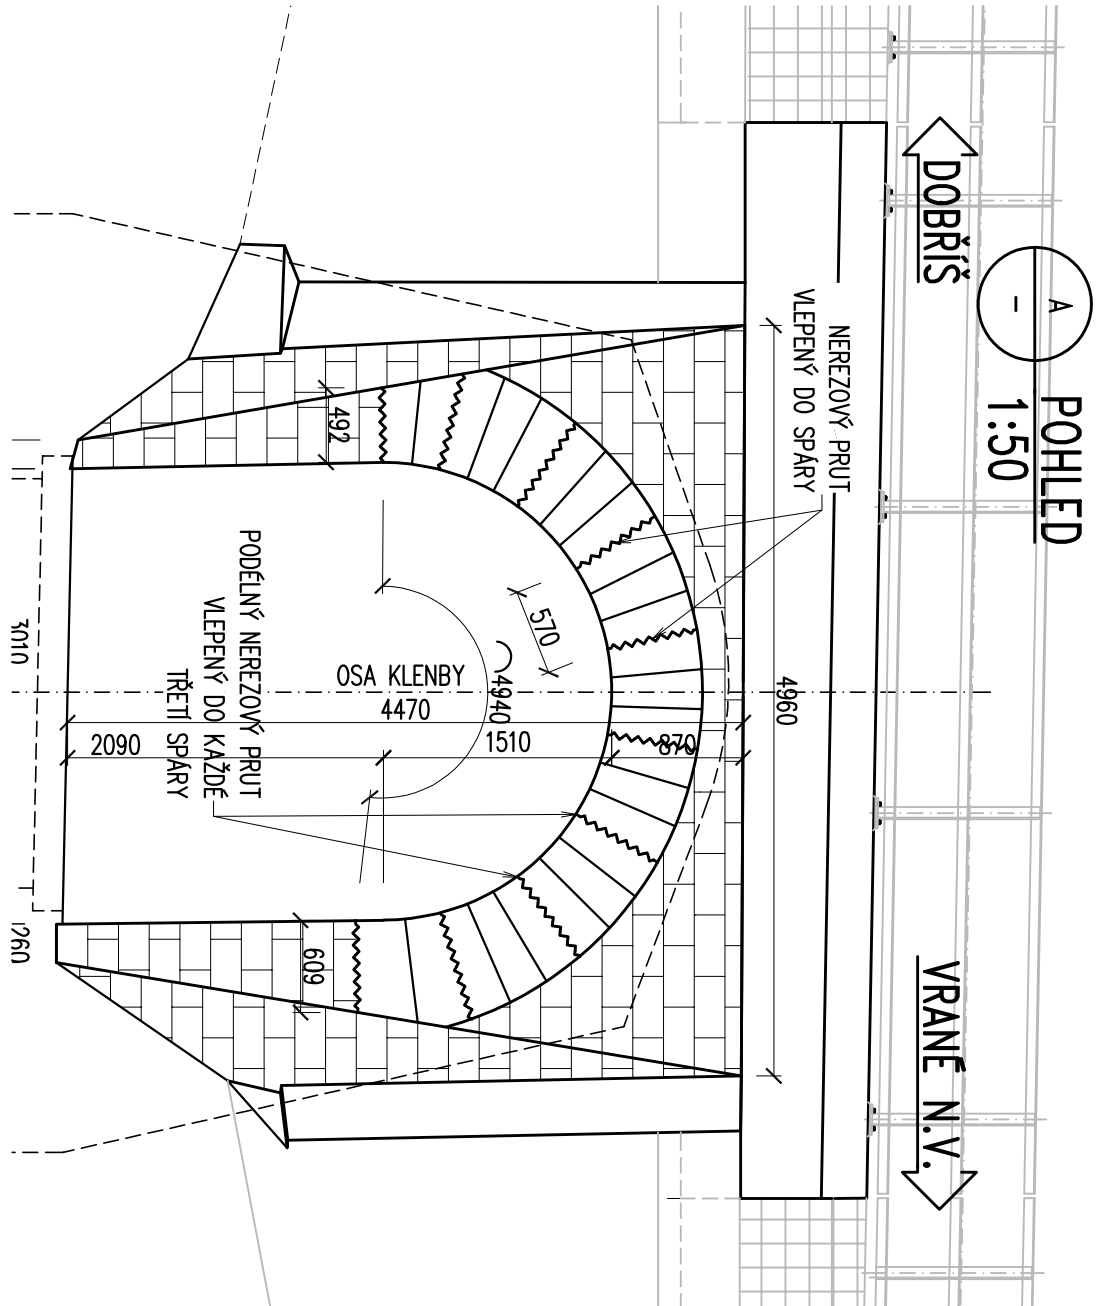 A
-
POHLED
1:50
DOBŘÍŠ
VRANÉ N.V.
NEREZOVÝ PRUT
VLEPENÝ DO SPÁRY
4960
492
570
4940
OSA KLENBY
4470
1510
870
2090
PODÉLNÝ NEREZOVÝ PRUT
VLEPENÝ DO KAŽDÉ
TŘETÍ SPÁRY
609
3010